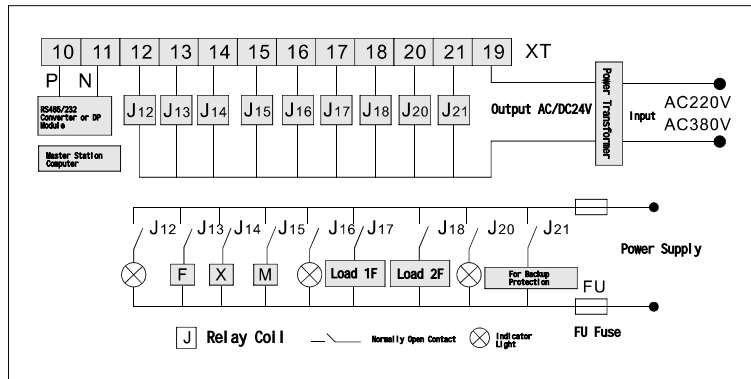 10 11 12 13 14 15 16 17 18 20 21 19 XT
P N
RS485/232
Converter or DP
Module
J12 J13 J14 J15 J16 J17 J18 J20 J21
Output AC/DC24V
Power Transformer
Input
AC220V
AC380V
Master Station
Computer
J12 J13 J14 J15 J16 J17 J18 J20 J21
Power Supply
F X M Load 1F Load 2F
For Backup
Protection
FU
J Relay Coil
Normally Open Contact
Indicator
Light
FU Fuse